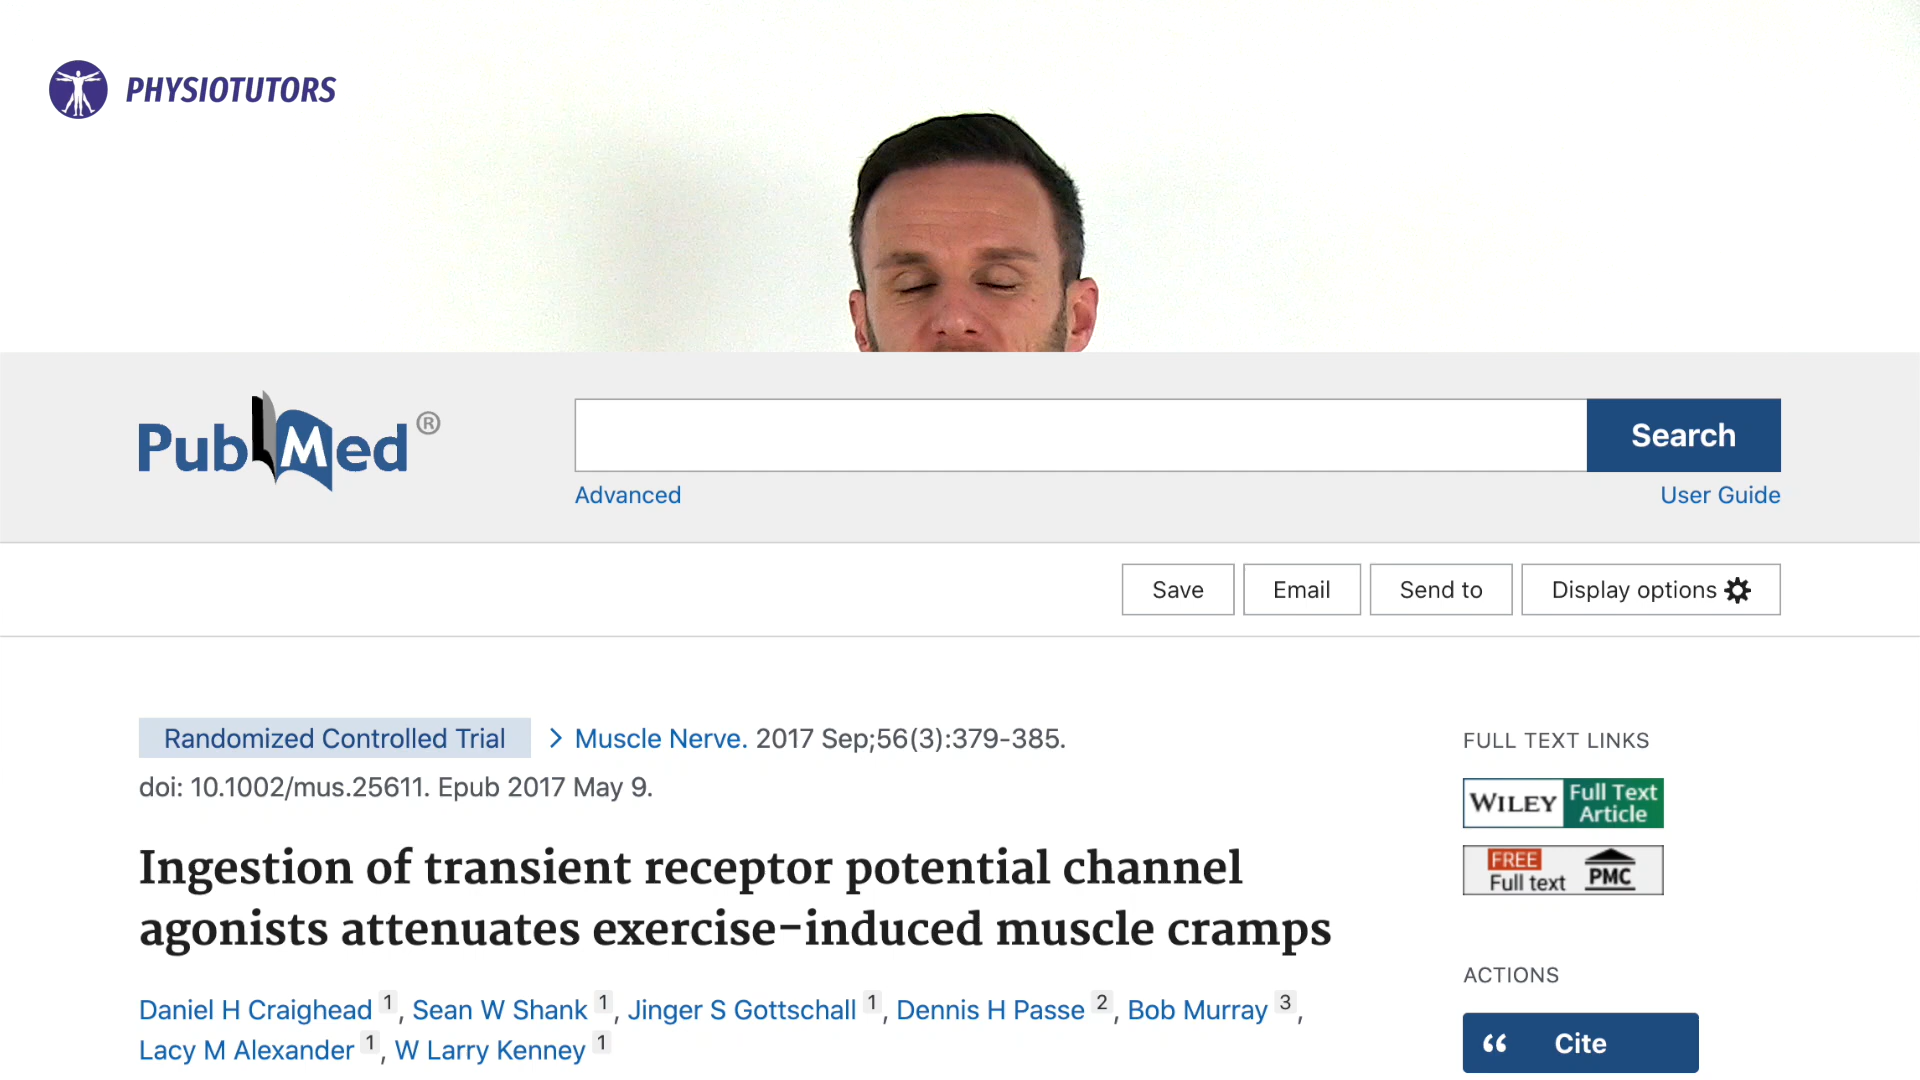 PHYSIOTUTORS
PubMed®
Search
Advanced
User Guide
Save
Email
Send to
Display options
Randomized Controlled Trial
> Muscle Nerve. 2017 Sep;56(3):379-385.
doi: 10.1002/mus.25611. Epub 2017 May 9.
Ingestion of transient receptor potential channel
agonists attenuates exercise-induced muscle cramps
Daniel H Craighead 1, Sean W Shank 1, Jinger S Gottschall 1, Dennis H Passe 2, Bob Murray 3,
Lacy M Alexander 1, W Larry Kenney 1
FULL TEXT LINKS
WILEY Full Text
Article
FREE
Full text PMC
ACTIONS
“ Cite